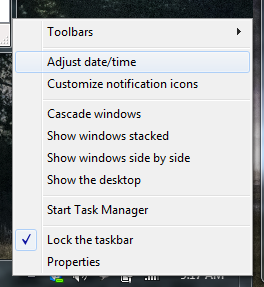 Toolbars
Adjust date/time
Customize notification icons
Cascade windows
Show windows stacked
Show windows side by side
Show the desktop
Start Task Manager
Lock the taskbar
Properties